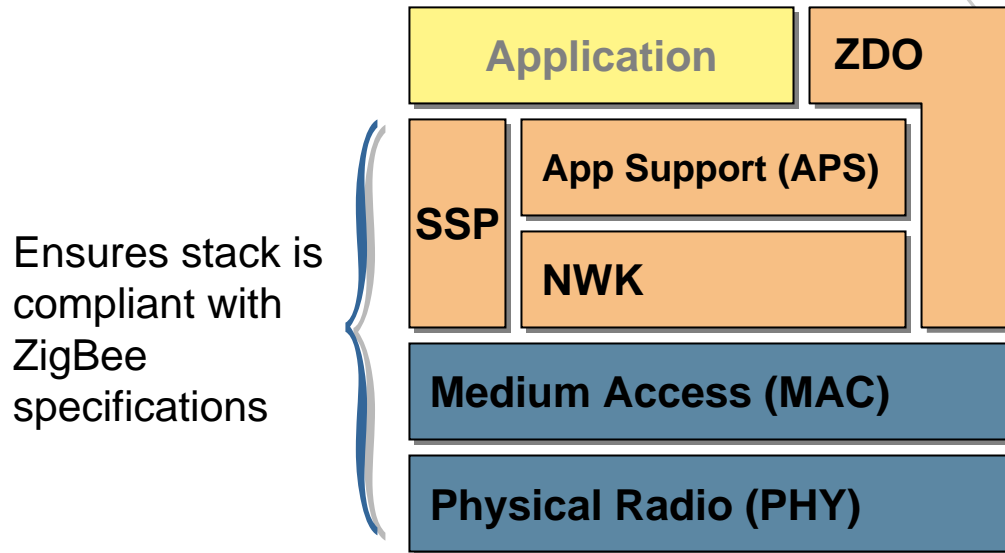 Application
ZDO
App Support (APS)
SSP
NWK
Ensures stack is
compliant with
ZigBee
specifications
Medium Access (MAC)
Physical Radio (PHY)